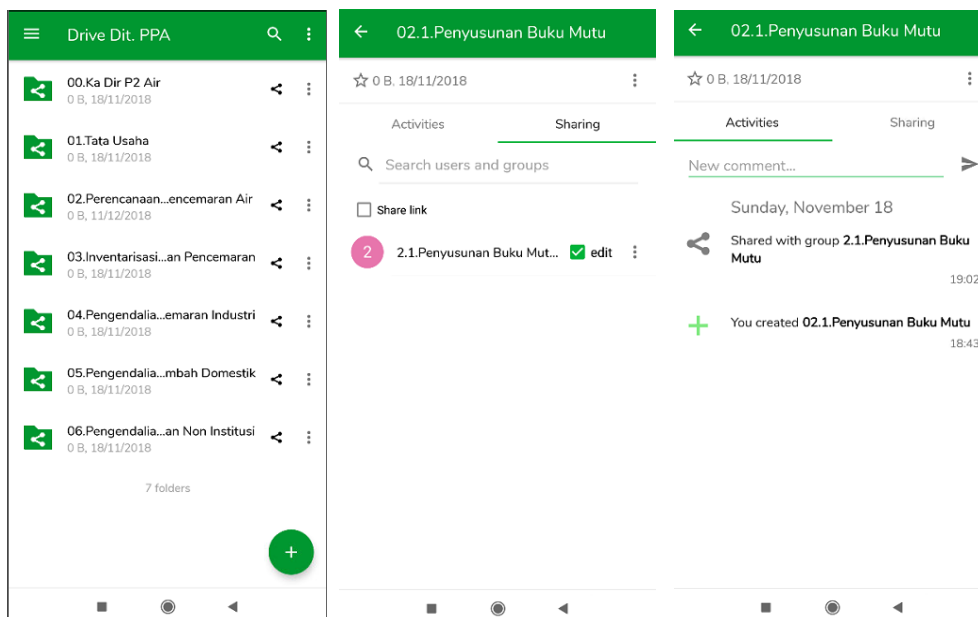 Drive Dit. PPA
00.Ka Dir P2 Air
0 B, 18/11/2018
01.Tata Usaha
0 B, 18/11/2018
02.Perencanaan...encemaran Air
0 B, 11/12/2018
03.Inventarisasi...an Pencemaran
0 B, 18/11/2018
04.Pengendalia...emaran Industri
0 B, 18/11/2018
05.Pengendalia...mbah Domestik
0 B, 18/11/2018
06.Pengendalia...an Non Institusi
0 B, 18/11/2018
7 folders
02.1.Penyusunan Buku Mutu
0 B, 18/11/2018
Activities Sharing
Search users and groups
Share link
2 2.1.Penyusunan Buku Mut... edit
02.1.Penyusunan Buku Mutu
0 B, 18/11/2018
Activities Sharing
New comment...
Sunday, November 18
Shared with group 2.1.Penyusunan Buku
Mutu
19:02
You created 02.1.Penyusunan Buku Mutu
18:43